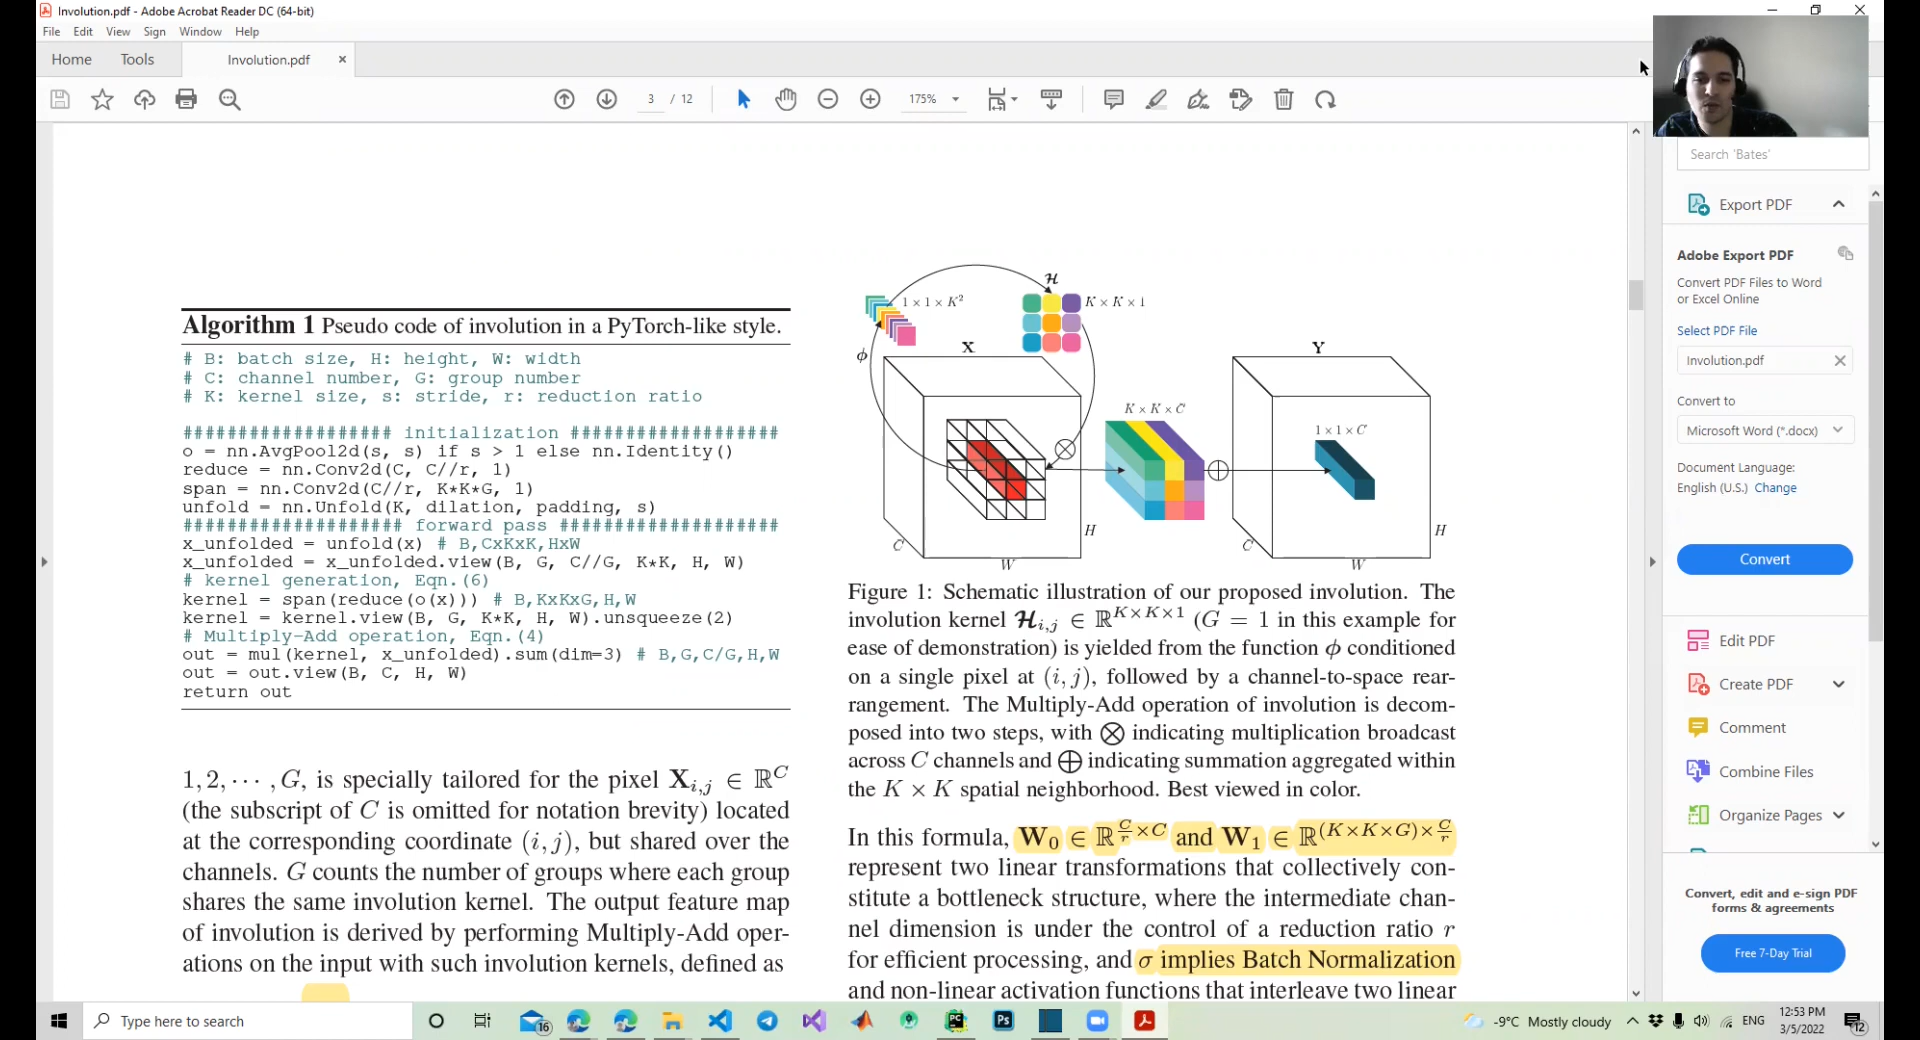 Involution.pdf - Adobe Acrobat Reader DC (64-bit)
File Edit View Sign Window Help
Home Tools Involution.pdf
3 / 12 175%
Search 'Bates'
Export PDF
Adobe Export PDF
Convert PDF Files to Word
or Excel Online
Select PDF File
Involution.pdf
Convert to
Microsoft Word (*.docx)
Document Language:
English (U.S.) Change
Convert
Edit PDF
Create PDF
Comment
Combine Files
Organize Pages
Convert, edit and e-sign PDF
forms & agreements
Free 7-Day Trial
Algorithm 1 Pseudo code of involution in a PyTorch-like style.
# B: batch size, H: height, W: width
# C: channel number, G: group number
# K: kernel size, s: stride, r: reduction ratio
################### initialization ###################
o = nn.AvgPool2d(s, s) if s > 1 else nn.Identity()
reduce = nn.Conv2d(C, C//r, 1)
span = nn.Conv2d(C//r, K*K*G, 1)
unfold = nn.Unfold(K, dilation, padding, s)
#################### forward pass ####################
x_unfolded = unfold(x) # B,CxKxK,HxW
x_unfolded = x_unfolded.view(B, G, C//G, K*K, H, W)
# kernel generation, Eqn.(6)
kernel = span(reduce(o(x))) # B,KxKxG,H,W
kernel = kernel.view(B, G, K*K, H, W).unsqueeze(2)
# Multiply-Add operation, Eqn.(4)
out = mul(kernel, x_unfolded).sum(dim=3) # B,G,C/G,H,W
out = out.view(B, C, H, W)
return out
1, 2, ⋯ , G, is specially tailored for the pixel X_{i,j} ∈ ℝ^C
(the subscript of C is omitted for notation brevity) located
at the corresponding coordinate (i, j), but shared over the
channels. G counts the number of groups where each group
shares the same involution kernel. The output feature map
of involution is derived by performing Multiply-Add oper-
ations on the input with such involution kernels, defined as
𝓗
1 × 1 × K²
K × K × 1
ϕ
X
Y
K × K × C
1 × 1 × C
⊗
⊕
H
H
C
W
C
W
Figure 1: Schematic illustration of our proposed involution. The
involution kernel 𝓗_{i,j} ∈ ℝ^{K×K×1} (G = 1 in this example for
ease of demonstration) is yielded from the function ϕ conditioned
on a single pixel at (i, j), followed by a channel-to-space rear-
rangement. The Multiply-Add operation of involution is decom-
posed into two steps, with ⊗ indicating multiplication broadcast
across C channels and ⊕ indicating summation aggregated within
the K × K spatial neighborhood. Best viewed in color.
In this formula, W₀ ∈ ℝ^{C/r × C} and W₁ ∈ ℝ^{(K×K×G)× C/r}
represent two linear transformations that collectively con-
stitute a bottleneck structure, where the intermediate chan-
nel dimension is under the control of a reduction ratio r
for efficient processing, and σ implies Batch Normalization
and non-linear activation functions that interleave two linear
Type here to search
16
PC
Ps
-9°C Mostly cloudy
ENG
12:53 PM
3/5/2022
12